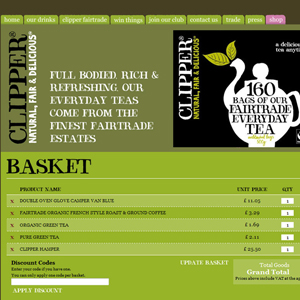 home our drinks clipper fairtrade win things join our club contact us trade press shop
CLIPPER®
NATURAL, FAIR & DELICIOUS®
FULL BODIED, RICH &
REFRESHING, OUR
EVERYDAY TEAS
COME FROM THE
FINEST FAIRTRADE
ESTATES
CLIPPER®
NATURAL, FAIR & DELICIOUS
160
BAGS OF OUR
FAIRTRADE
EVERYDAY
TEA
a delicious
tea anyti
BASKET
PRODUCT NAME UNIT PRICE QTY
DOUBLE OVEN GLOVE CAMPER VAN BLUE £ 11.05 1
FAIRTRADE ORGANIC FRENCH STYLE ROAST & GROUND COFFEE £ 3.29 1
ORGANIC GREEN TEA £ 1.69 1
PURE GREEN TEA £ 2.11 1
CLIPPER HAMPER £ 25.50 1
Discount Codes
Enter your code if you have one.
You can only apply one code per basket.
APPLY DISCOUNT
UPDATE BASKET
Total Goods
Grand Total
Prices above include VAT at the ap